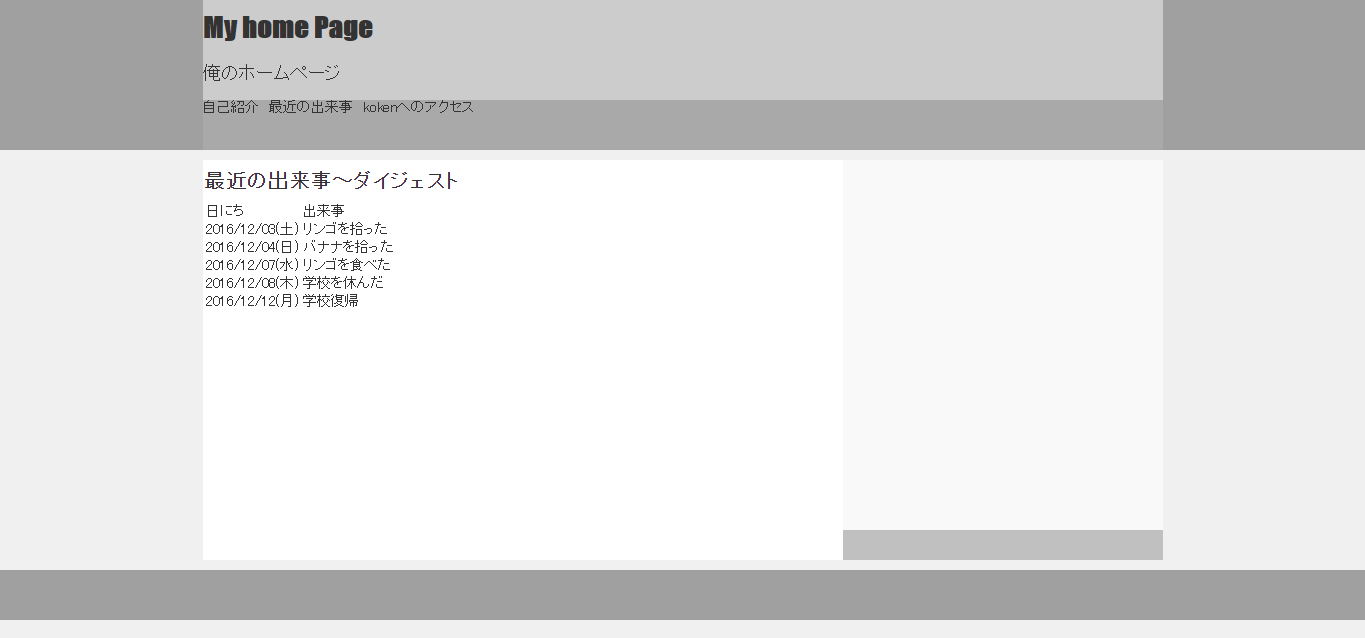 My home Page
俺のホームページ
自己紹介 最近の出来事 kokenへのアクセス
最近の出来事～ダイジェスト
日にち 出来事
2016/12/03(土) リンゴを拾った
2016/12/04(日) バナナを拾った
2016/12/07(水) リンゴを食べた
2016/12/08(木) 学校を休んだ
2016/12/12(月) 学校復帰